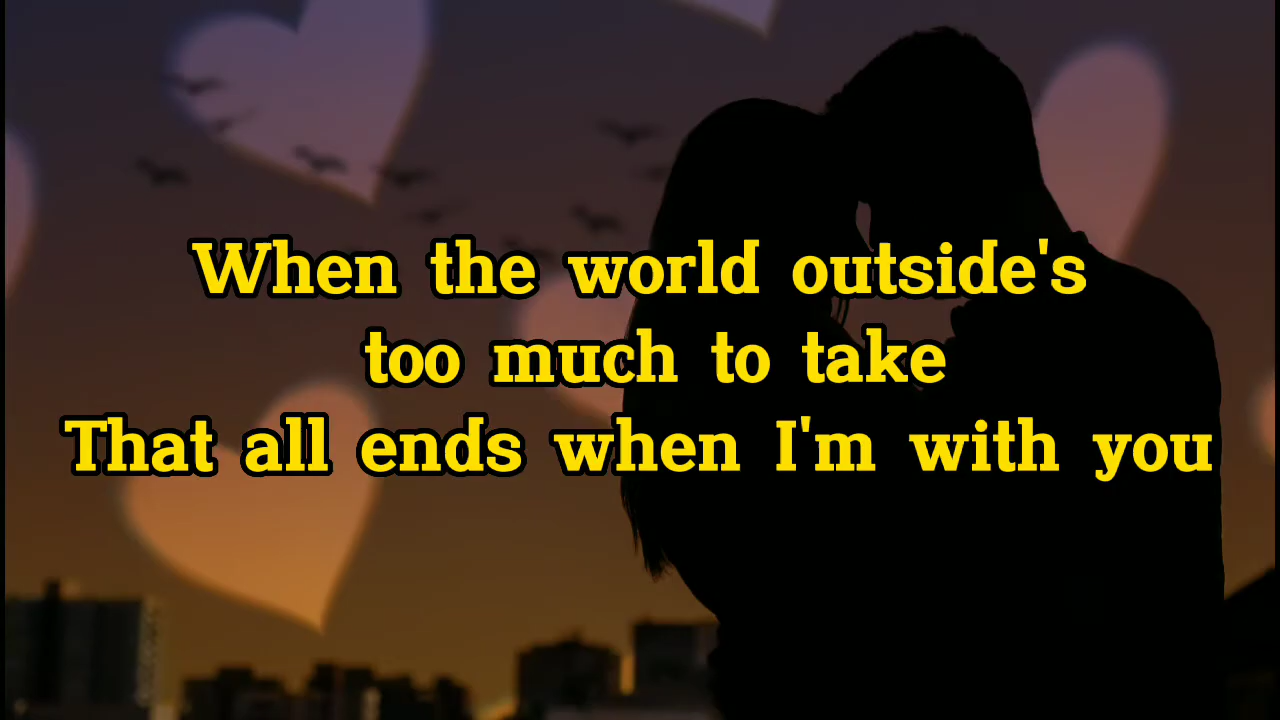 When the world outside's
too much to take
That all ends when I'm with you